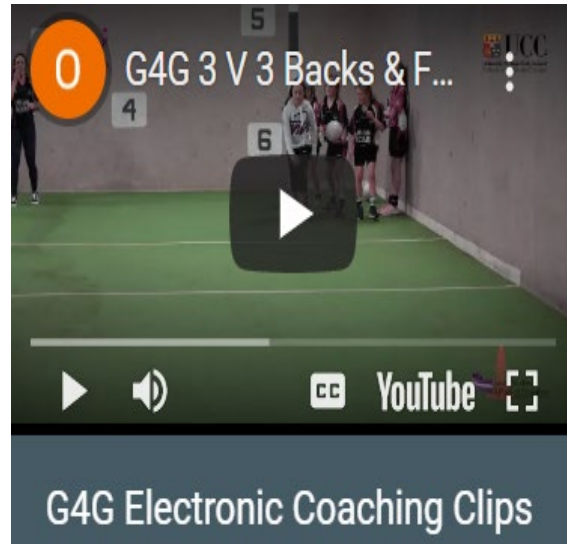 5
O
G4G 3 V 3 Backs & F...
UCC
4
6
CC YouTube
G4G Electronic Coaching Clips